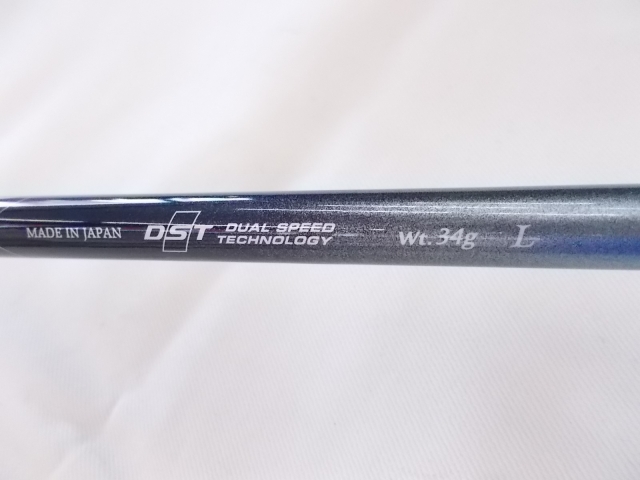 MADE IN JAPAN DST DUAL SPEED
TECHNOLOGY Wt. 34g L